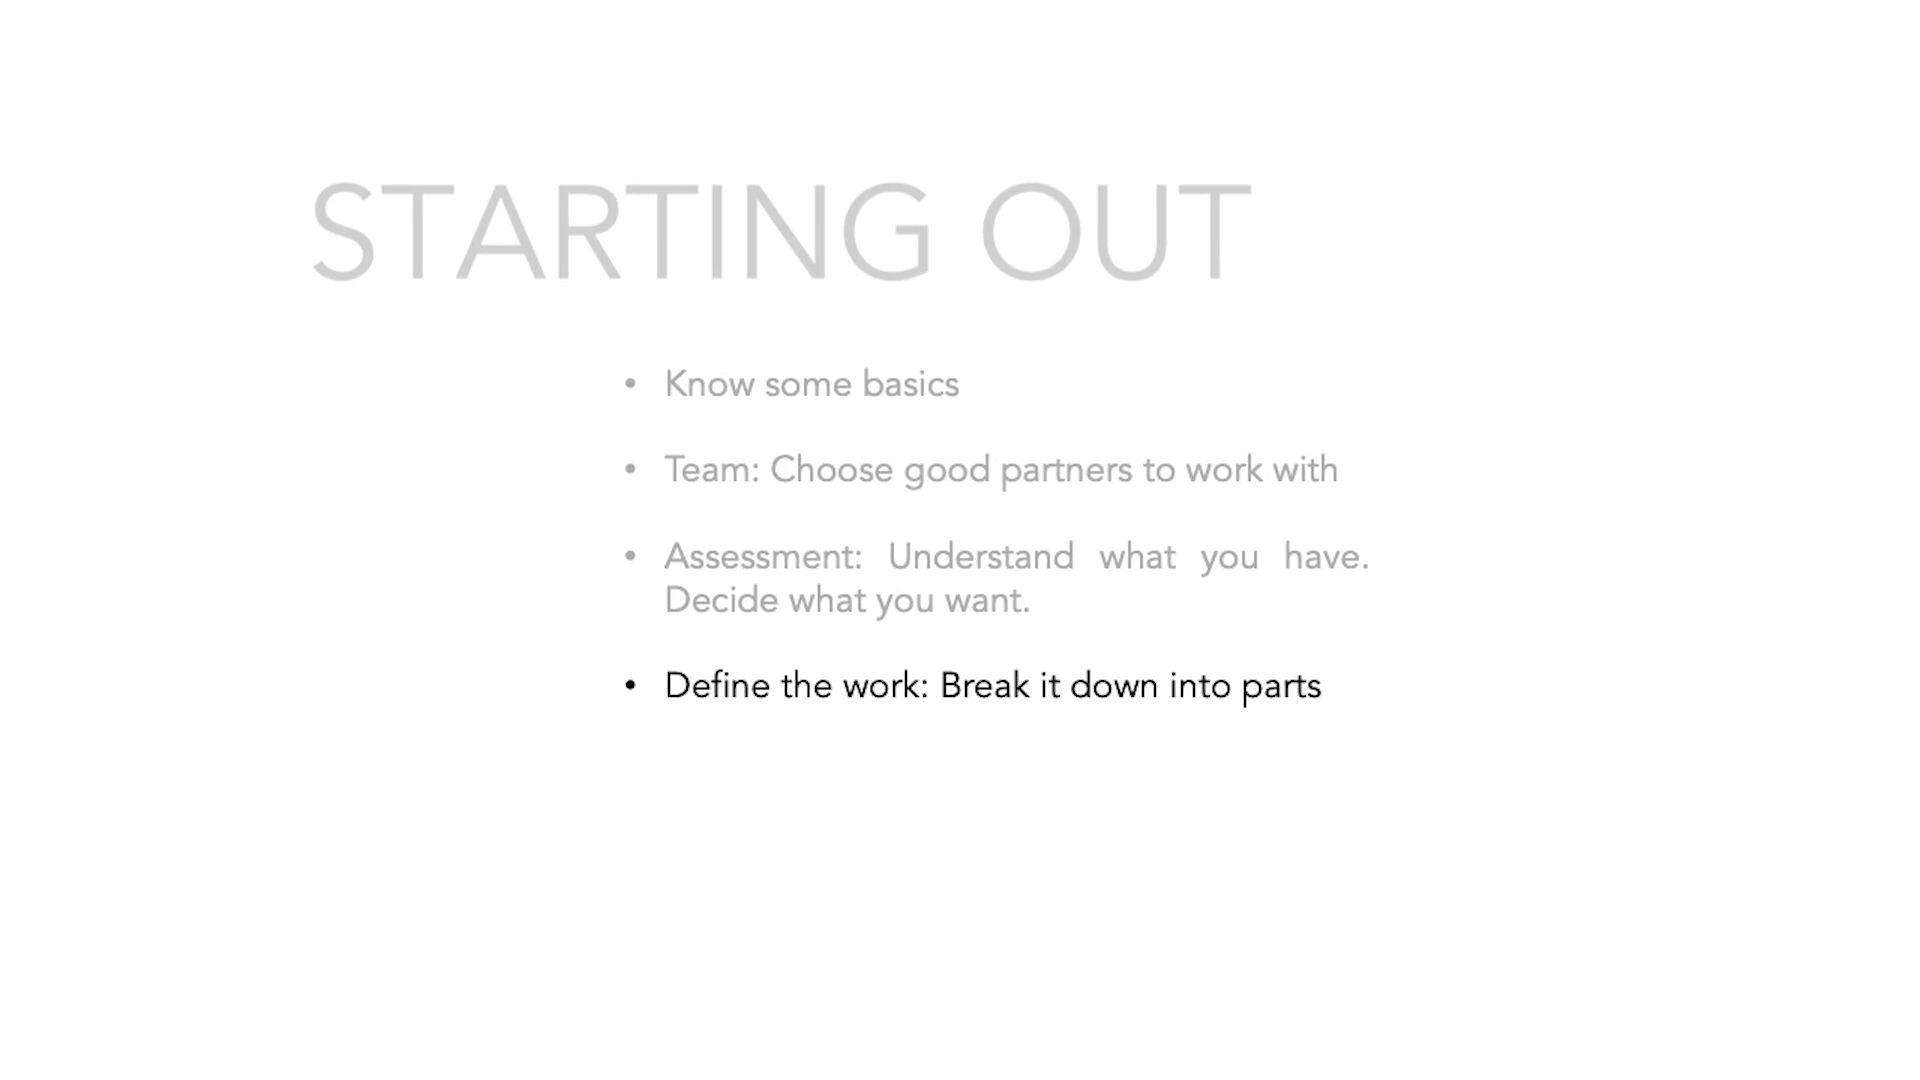 STARTING OUT
• Know some basics
• Team: Choose good partners to work with
• Assessment: Understand what you have.
Decide what you want.
• Define the work: Break it down into parts